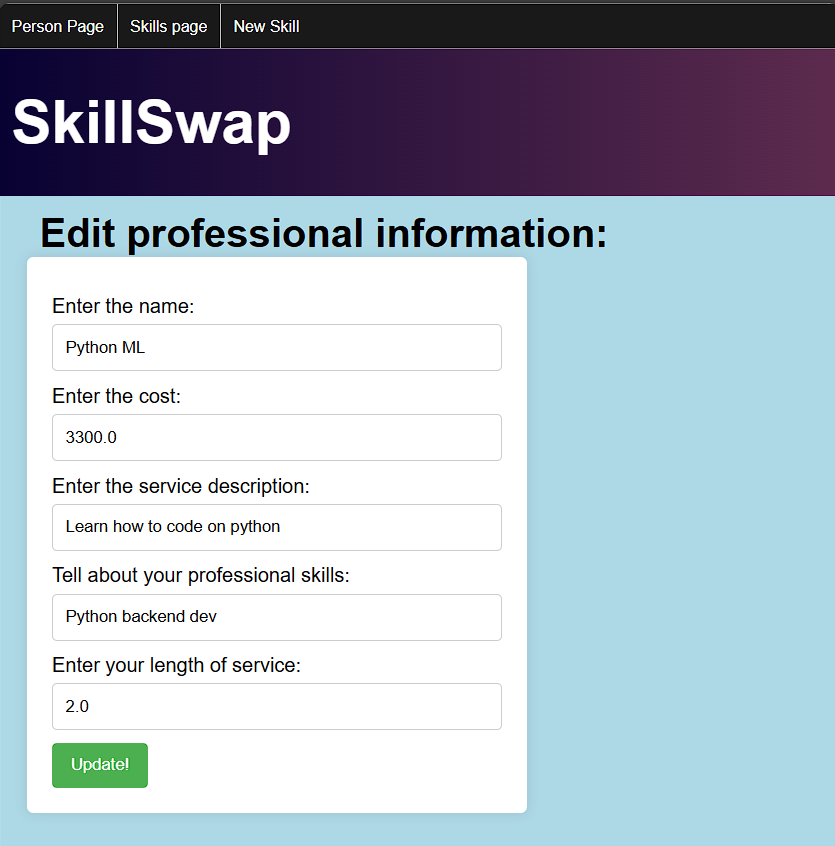 Person Page
Skills page
New Skill
SkillSwap
Edit professional information:
Enter the name:
Python ML
Enter the cost:
3300.0
Enter the service description:
Learn how to code on python
Tell about your professional skills:
Python backend dev
Enter your length of service:
2.0
Update!